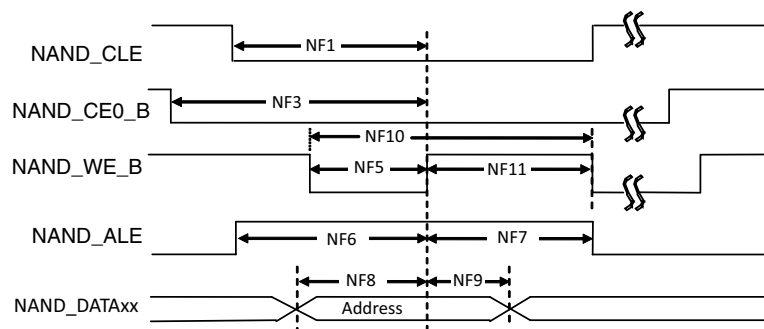 NAND_CLE
NF1
NAND_CE0_B
NF3
NF10
NAND_WE_B
NF5
NF11
NAND_ALE
NF6
NF7
NF8
NF9
NAND_DATAxx
Address